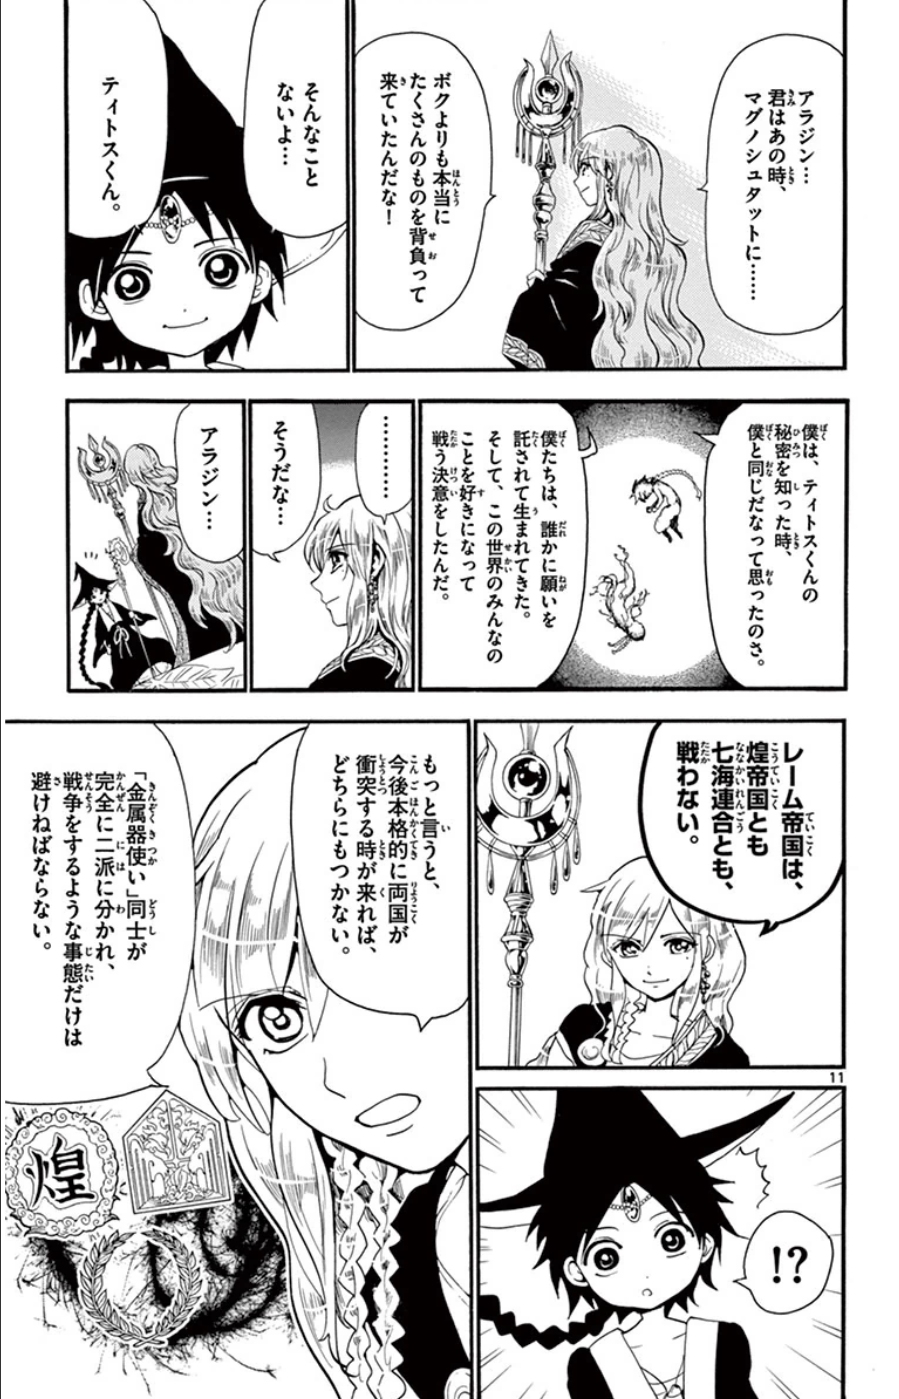 アラジン…
君はあの時、
マグノシュタットに……
ボクよりも本当に
たくさんのものを背負って
来ていたんだな！
そんなこと
ないよ…
ティトスくん。
僕は、ティトスくんの
秘密を知った時、
僕と同じだなって思ったのさ。
僕たちは、誰かに願いを
託されて生まれてきた。
そして、この世界のみんなの
ことを好きになって
戦う決意をしたんだ。
………
そうだな…
アラジン…
レーム帝国は、
煌帝国とも
七海連合とも、
戦わない。
11
!?
もっと言うと、
今後本格的に両国が
衝突する時が来れば、
どちらにもつかない。
「金属器使い」同士が
完全に二派に分かれ、
戦争をするような事態だけは
避けねばならない。
煌